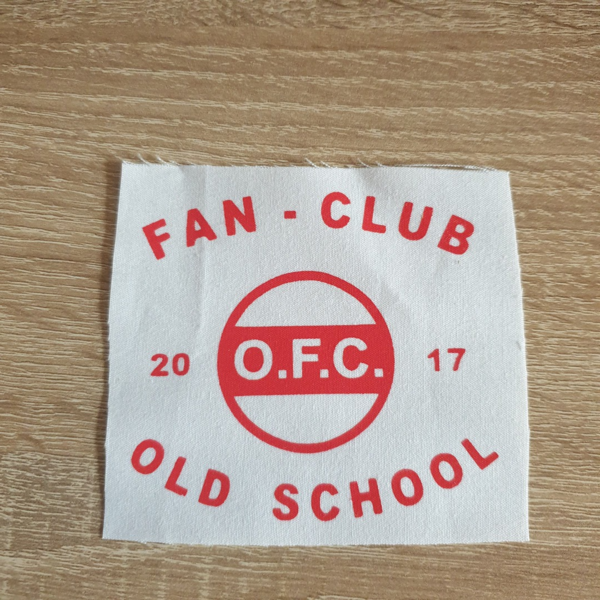 FAN - CLUB
20 O.F.C. 17
OLD SCHOOL